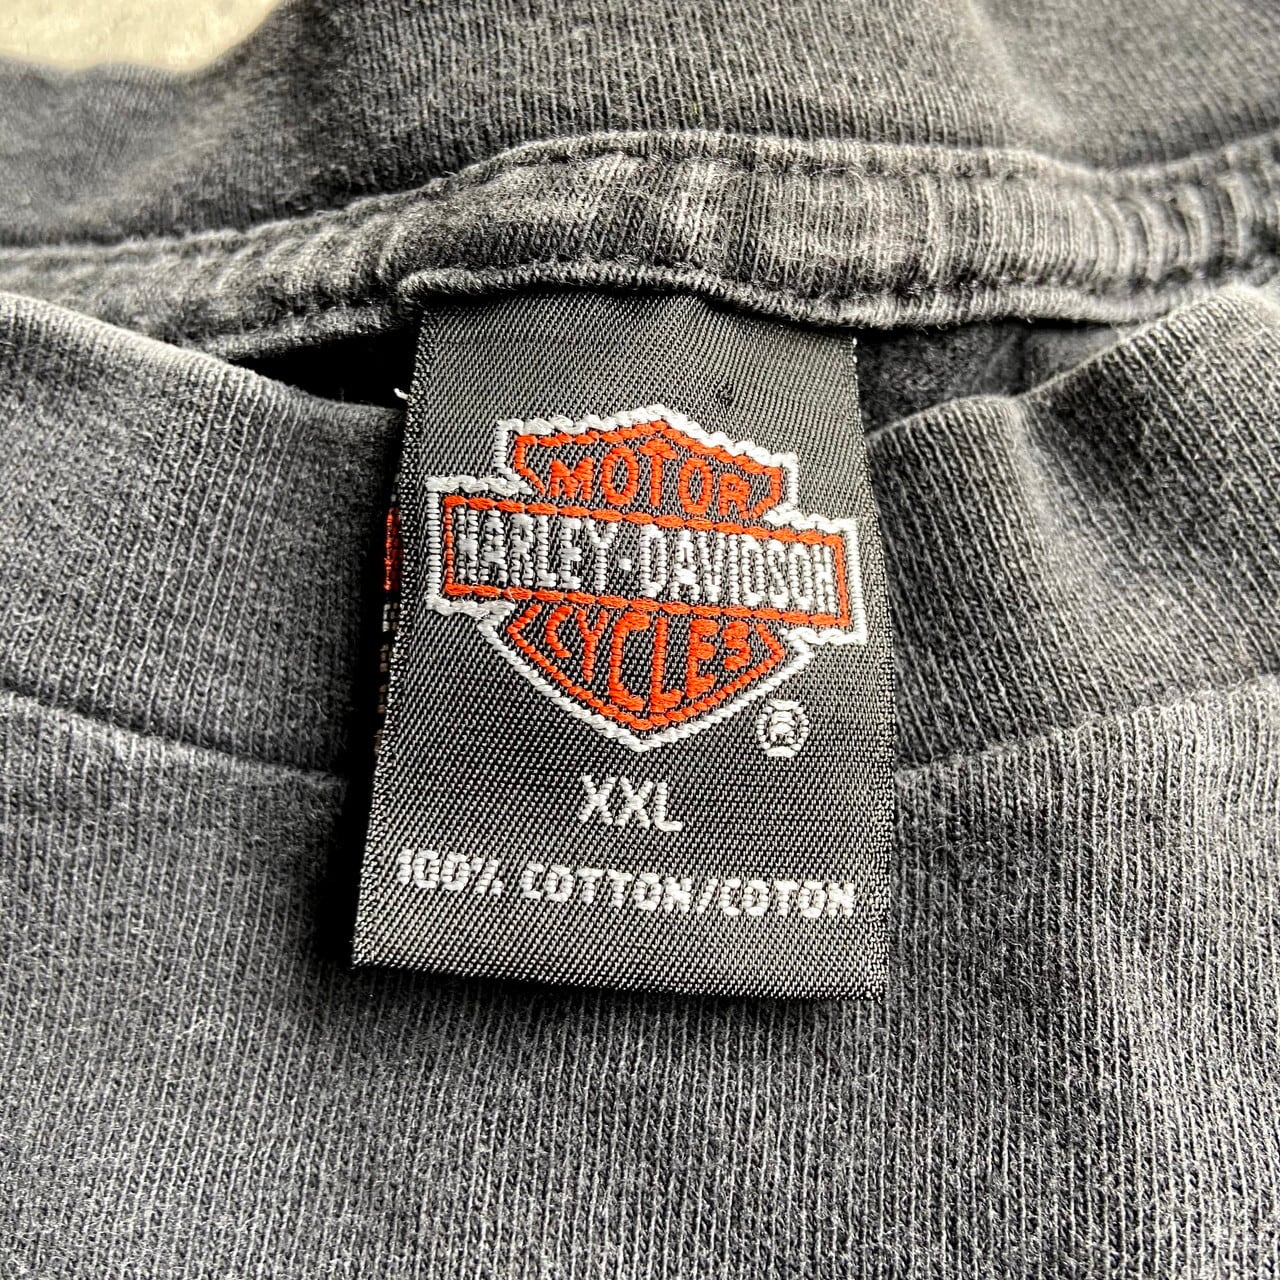 MOTOR
HARLEY-DAVIDSON
CYCLES
®
XXL
100% COTTON/COTON